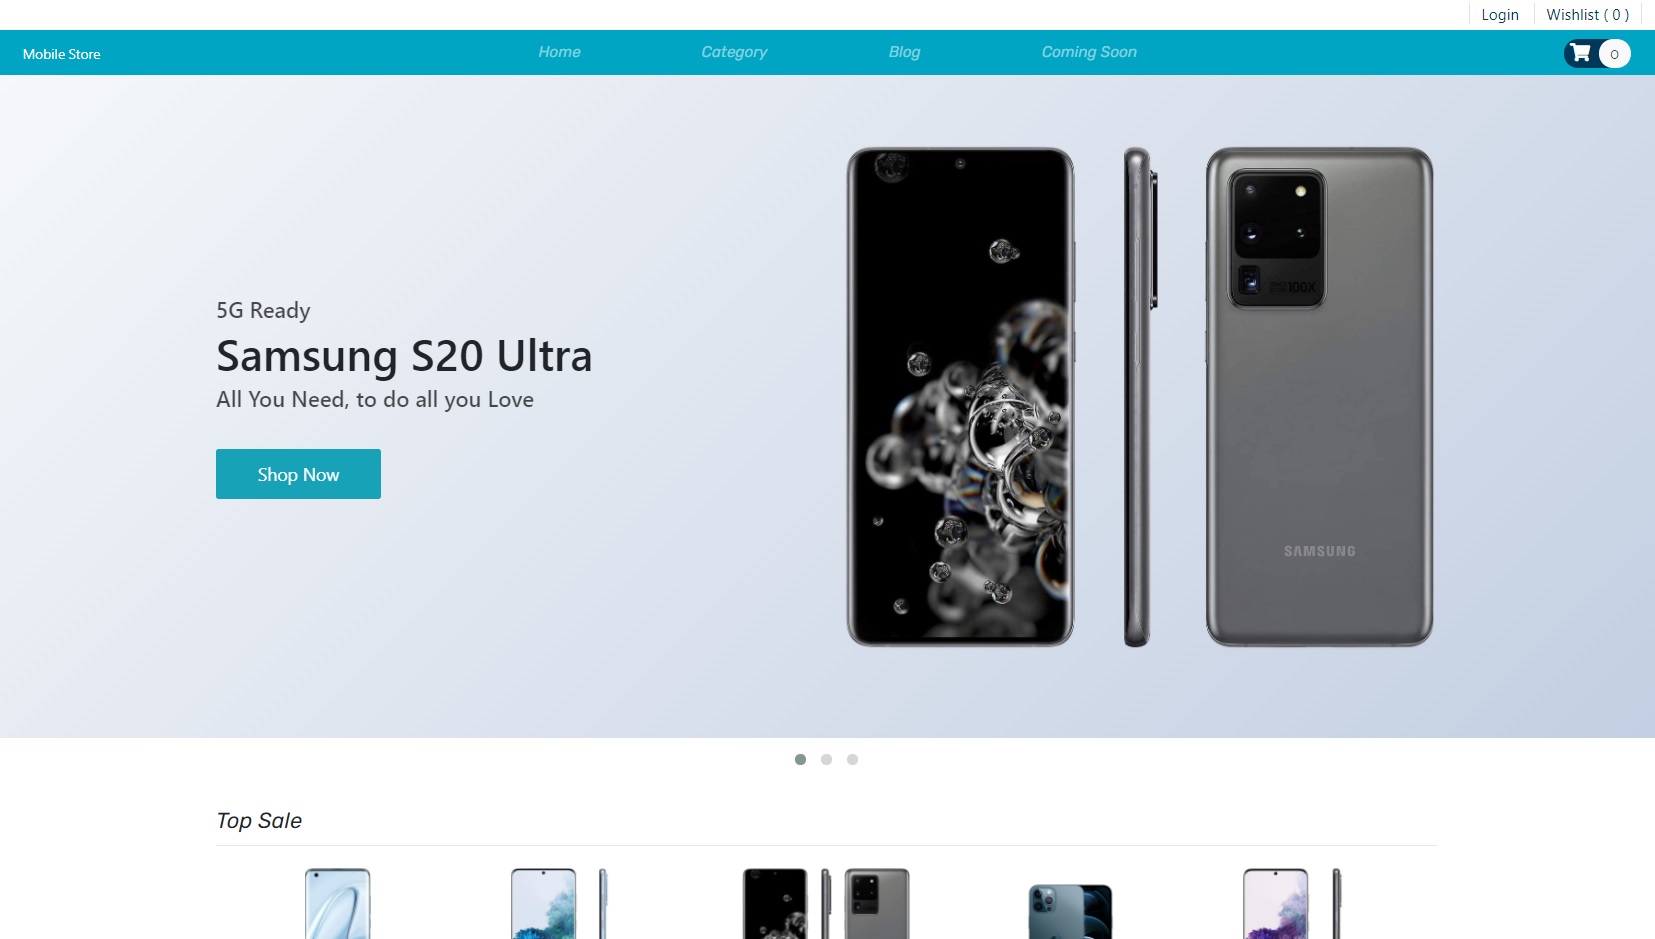 Login
Wishlist ( 0 )
Mobile Store
Home
Category
Blog
Coming Soon
0
5G Ready
Samsung S20 Ultra
All You Need, to do all you Love
Shop Now
100X
SAMSUNG
Top Sale